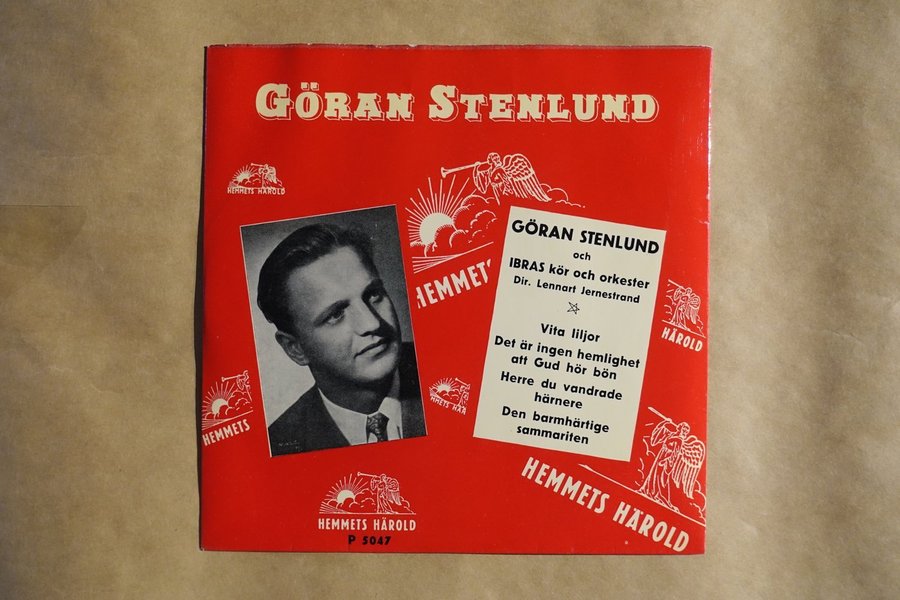 GÖRAN STENLUND
HEMMETS HÄROLD
HEMMETS
GÖRAN STENLUND
och
IBRAS kör och orkester
Dir. Lennart Jernestrand
Vita liljor
Det är ingen hemlighet
att Gud hör bön
Herre du vandrade
härnere
Den barmhärtige
sammariten
HÄROLD
HEMMETS
HEMMETS HÄR
HEMMETS HÄROLD
P 5047
HEMMETS HÄROLD